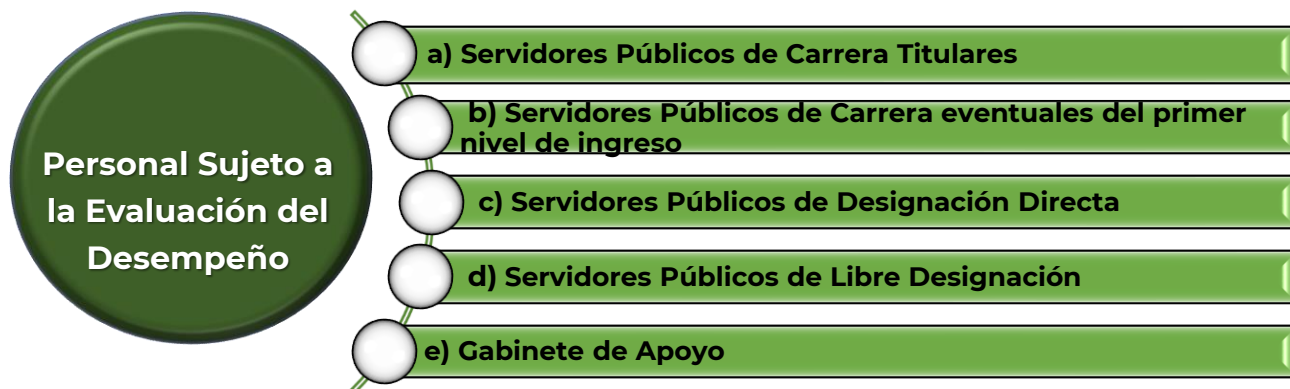 Personal Sujeto a
la Evaluación del
Desempeño
a) Servidores Públicos de Carrera Titulares
b) Servidores Públicos de Carrera eventuales del primer
nivel de ingreso
c) Servidores Públicos de Designación Directa
d) Servidores Públicos de Libre Designación
e) Gabinete de Apoyo